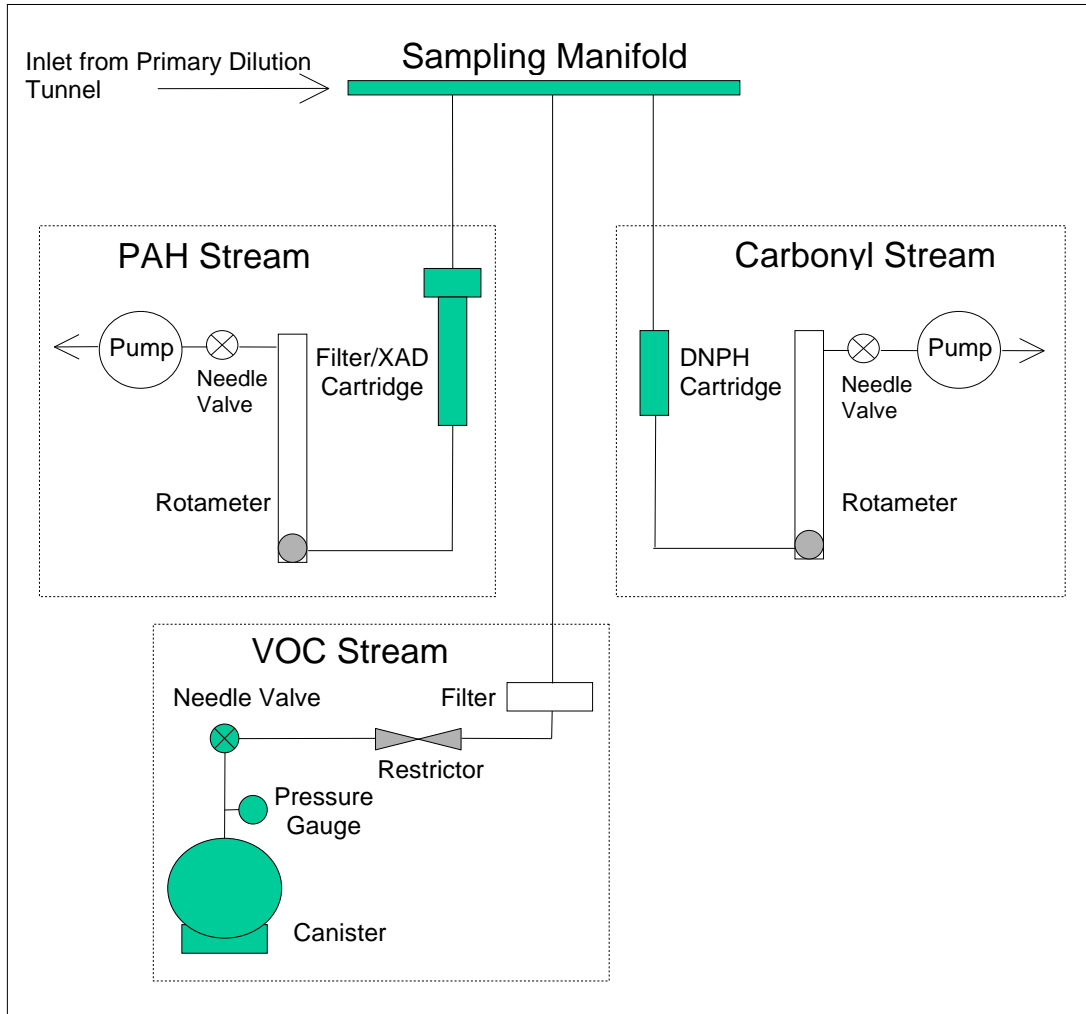 Sampling Manifold
Inlet from Primary Dilution
Tunnel
PAH Stream
Pump
Needle
Valve
Filter/XAD
Cartridge
Rotameter
Carbonyl Stream
DNPH
Cartridge
Needle
Valve
Pump
Rotameter
VOC Stream
Needle Valve
Filter
Restrictor
Pressure
Gauge
Canister